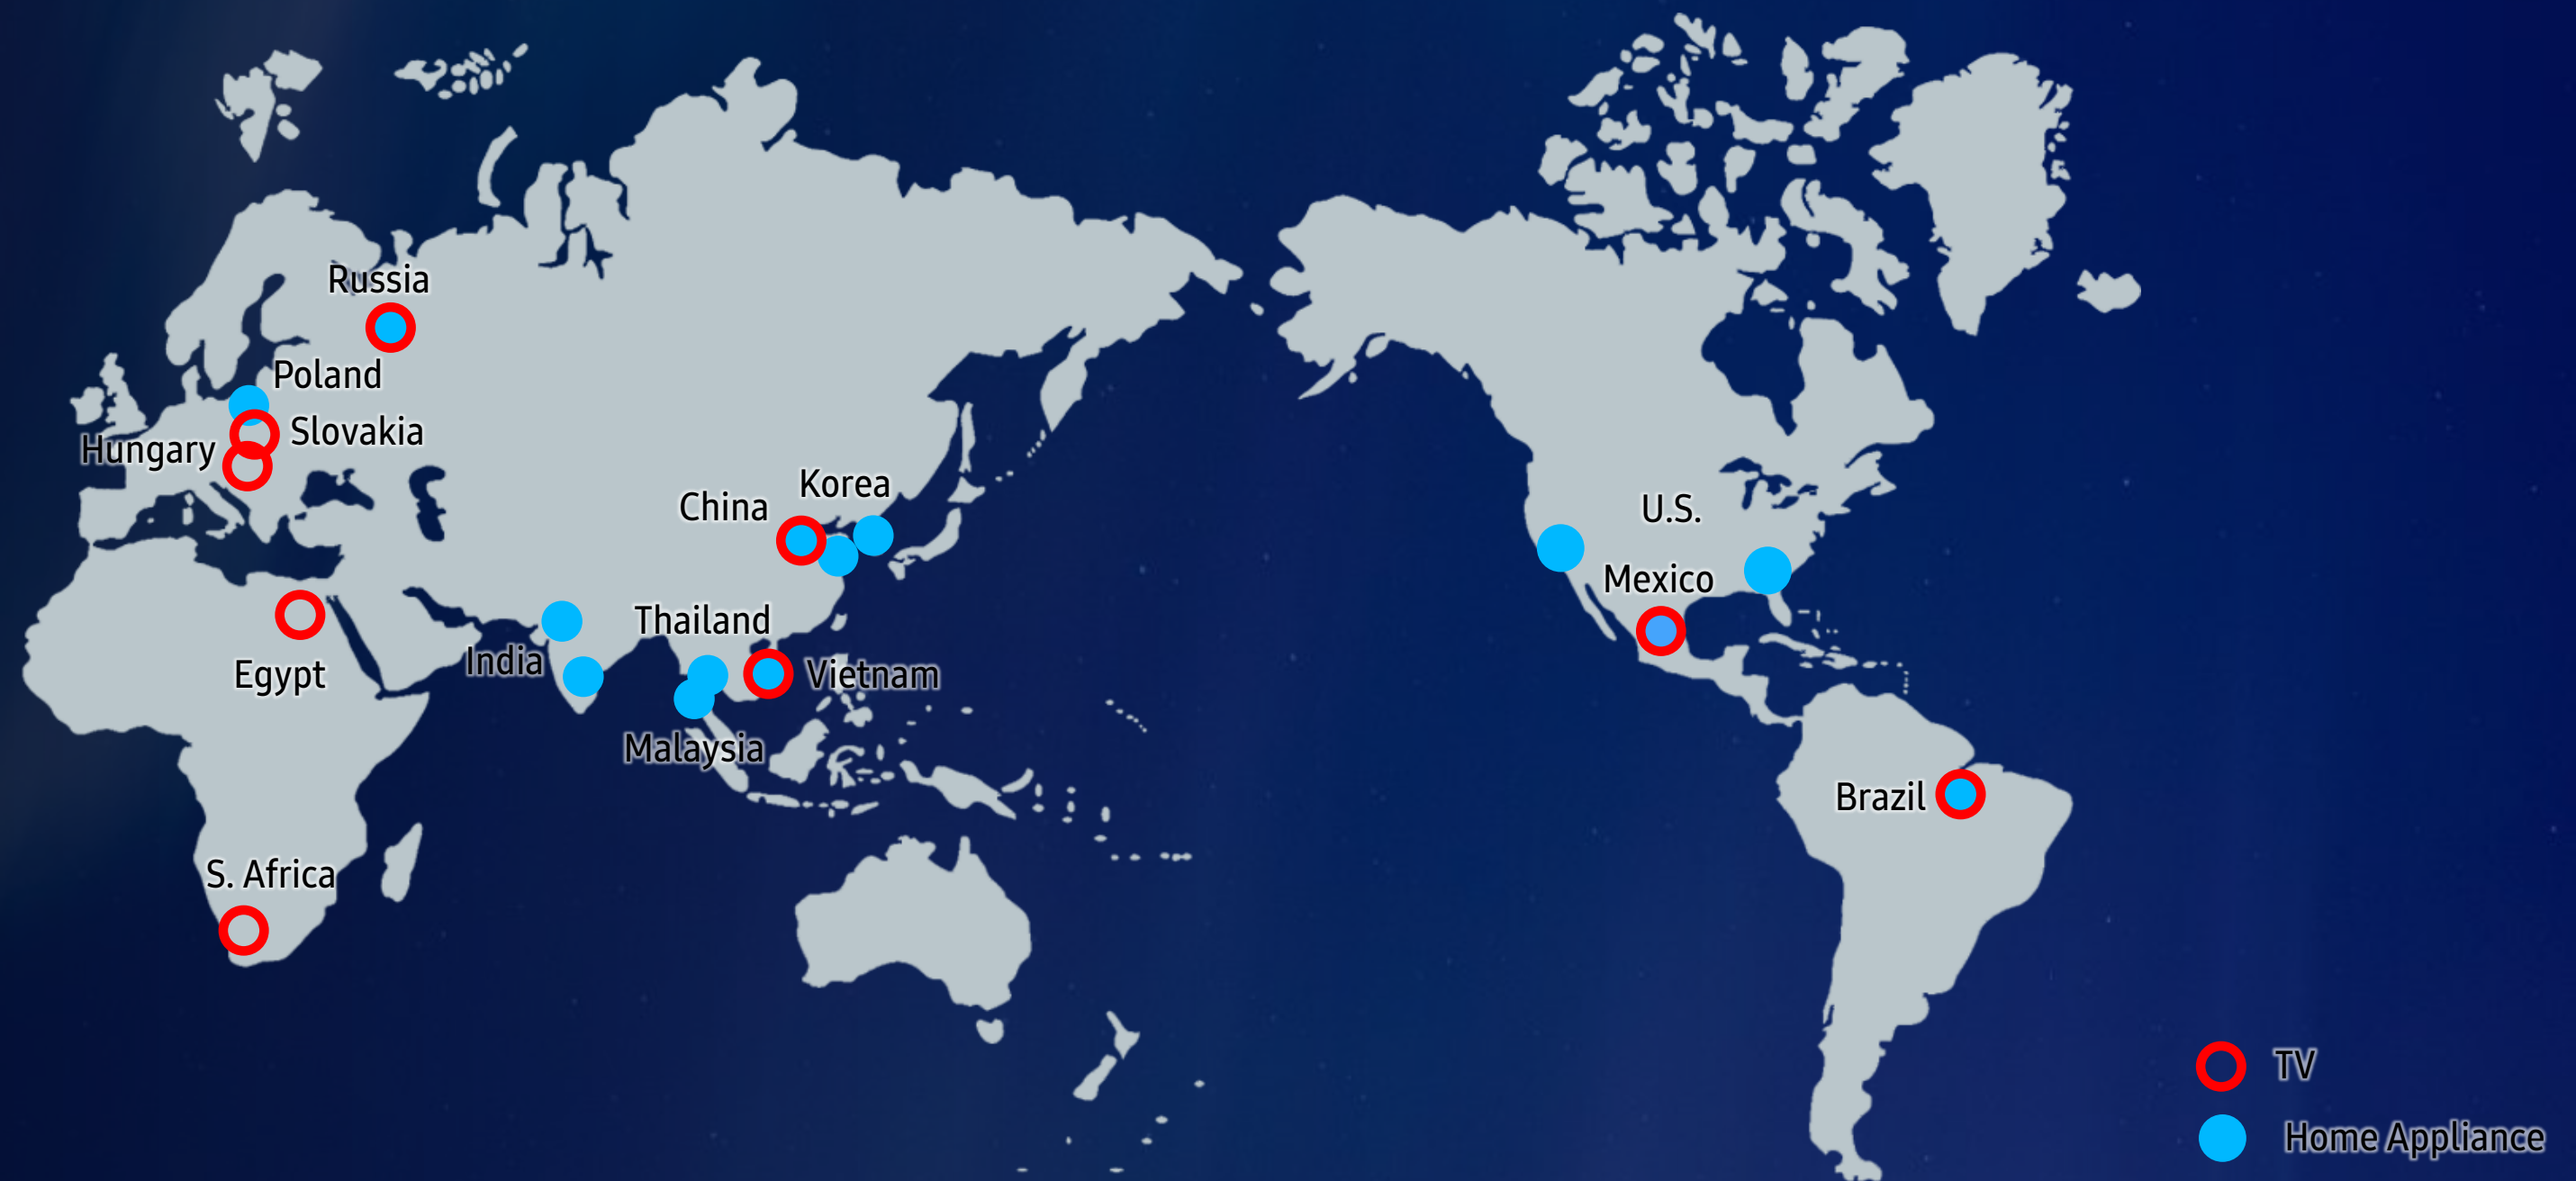 Russia
Poland
Slovakia
Hungary
Korea
China
U.S.
Mexico
Thailand
India
Vietnam
Egypt
Malaysia
Brazil
S. Africa
TV
Home Appliance